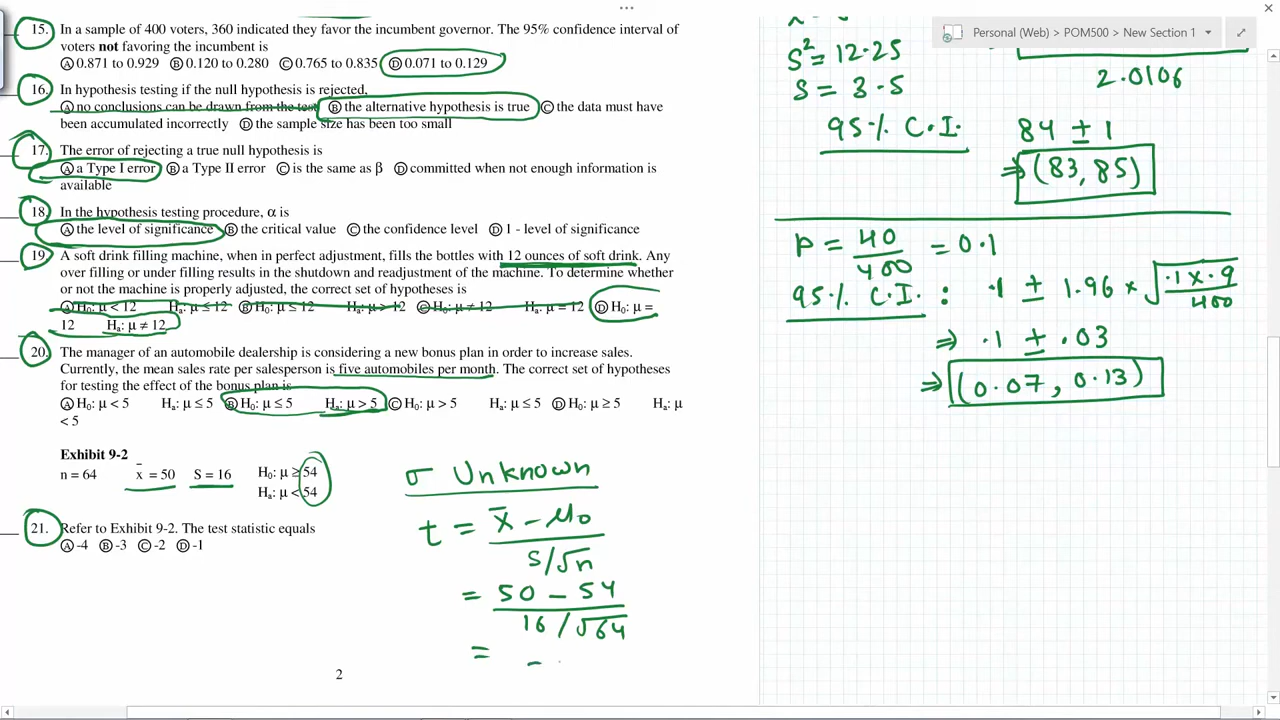 15. In a sample of 400 voters, 360 indicated they favor the incumbent governor. The 95% confidence interval of
voters not favoring the incumbent is
Ⓐ 0.871 to 0.929 Ⓑ 0.120 to 0.280 Ⓒ 0.765 to 0.835 Ⓓ 0.071 to 0.129
16. In hypothesis testing if the null hypothesis is rejected,
Ⓐ no conclusions can be drawn from the test Ⓑ the alternative hypothesis is true Ⓒ the data must have
been accumulated incorrectly Ⓓ the sample size has been too small
17. The error of rejecting a true null hypothesis is
Ⓐ a Type I error Ⓑ a Type II error Ⓒ is the same as β Ⓓ committed when not enough information is
available
18. In the hypothesis testing procedure, α is
Ⓐ the level of significance Ⓑ the critical value Ⓒ the confidence level Ⓓ 1 - level of significance
19. A soft drink filling machine, when in perfect adjustment, fills the bottles with 12 ounces of soft drink. Any
over filling or under filling results in the shutdown and readjustment of the machine. To determine whether
or not the machine is properly adjusted, the correct set of hypotheses is
Ⓐ H₀: μ < 12 Hₐ: μ ≤ 12 Ⓑ H₀: μ ≤ 12 Hₐ: μ > 12 Ⓒ H₀: μ ≠ 12 Hₐ: μ = 12 Ⓓ H₀: μ =
12 Hₐ: μ ≠ 12
20. The manager of an automobile dealership is considering a new bonus plan in order to increase sales.
Currently, the mean sales rate per salesperson is five automobiles per month. The correct set of hypotheses
for testing the effect of the bonus plan is
Ⓐ H₀: μ < 5 Hₐ: μ ≤ 5 Ⓑ H₀: μ ≤ 5 Hₐ: μ > 5 Ⓒ H₀: μ > 5 Hₐ: μ ≤ 5 Ⓓ H₀: μ ≥ 5 Hₐ: μ
< 5
Exhibit 9-2
n = 64 x̄ = 50 S = 16 H₀: μ ≥ 54
Hₐ: μ < 54
21. Refer to Exhibit 9-2. The test statistic equals
Ⓐ -4 Ⓑ -3 Ⓒ -2 Ⓓ -1
2
σ Unknown
t = x̄ - μ₀
S/√n
= 50 - 54
16/√64
= -
Personal (Web) > POM500 > New Section 1
S² = 12.25
S = 3.5
2.0106
95% C.I. 84 ± 1
⇒ (83, 85)
p = 40 = 0.1
400
95% C.I. : .1 ± 1.96 × √.1 × .9
400
⇒ .1 ± .03
⇒ (0.07, 0.13)